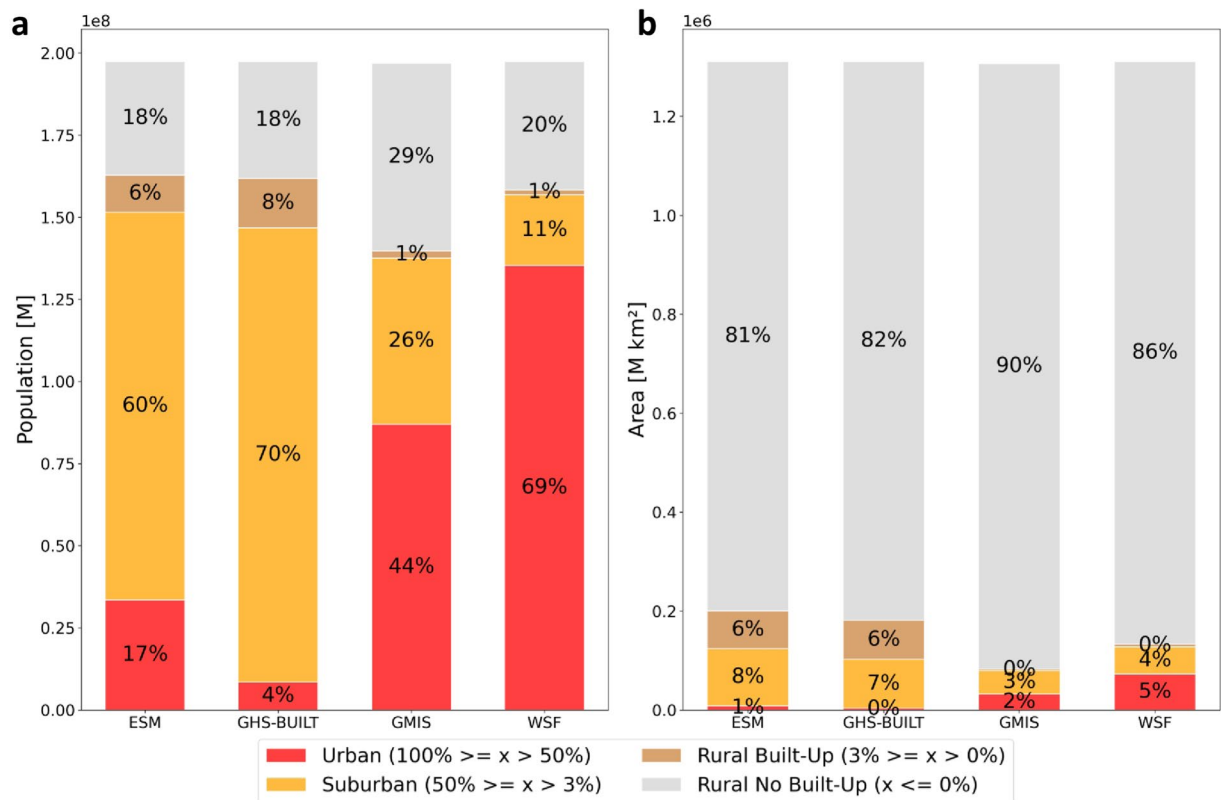 a
1e8
Population [M]
2.00
1.75
1.50
1.25
1.00
0.75
0.50
0.25
0.00
18%
6%
60%
17%
18%
8%
70%
4%
29%
1%
26%
44%
20%
1%
11%
69%
ESM
GHS-BUILT
GMIS
WSF
b
1e6
Area [M km²]
1.2
1.0
0.8
0.6
0.4
0.2
0.0
81%
6%
8%
1%
82%
6%
7%
0%
90%
0%
3%
2%
86%
0%
4%
5%
ESM
GHS-BUILT
GMIS
WSF
Urban (100% >= x > 50%)
Suburban (50% >= x > 3%)
Rural Built-Up (3% >= x > 0%)
Rural No Built-Up (x <= 0%)